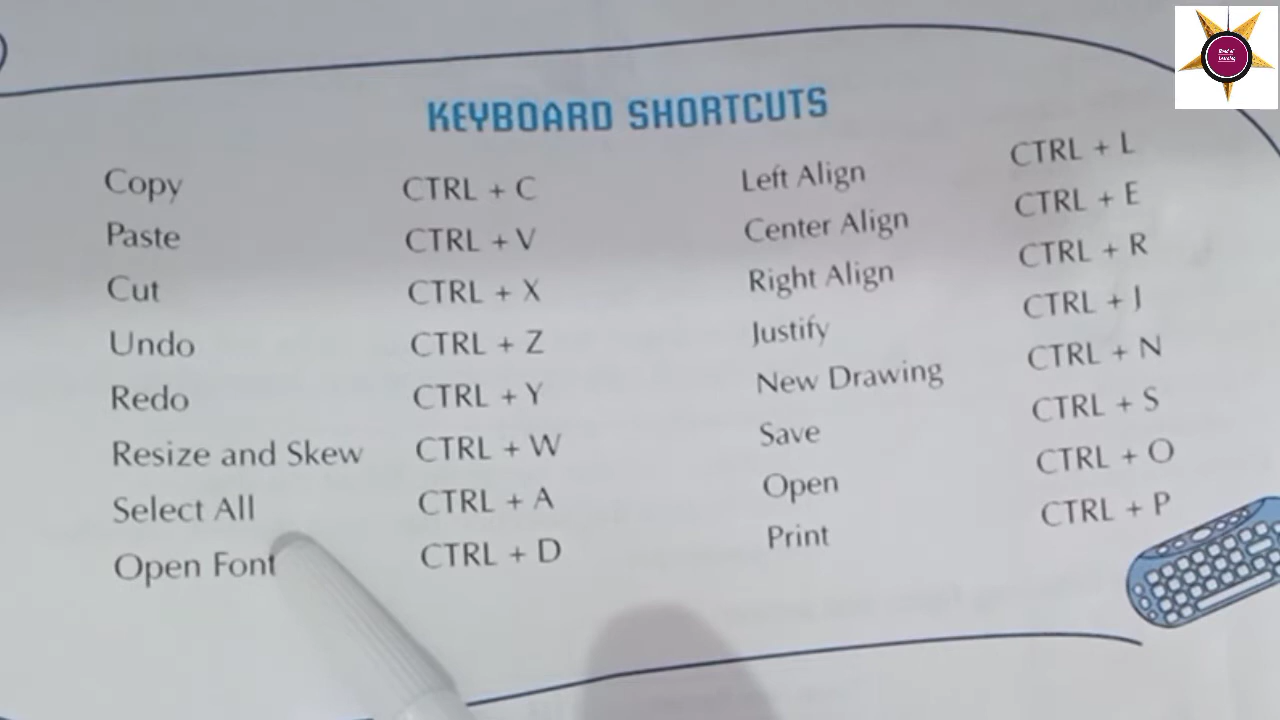 KEYBOARD SHORTCUTS
Copy CTRL + C
Paste CTRL + V
Cut CTRL + X
Undo CTRL + Z
Redo CTRL + Y
Resize and Skew CTRL + W
Select All CTRL + A
Open Font CTRL + D
Left Align CTRL + L
Center Align CTRL + E
Right Align CTRL + R
Justify CTRL + J
New Drawing CTRL + N
Save CTRL + S
Open CTRL + O
Print CTRL + P